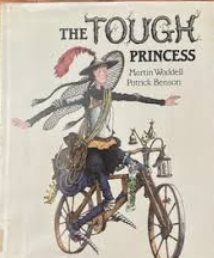 THE TOUGH
PRINCESS
Martin Waddell
Patrick Benson